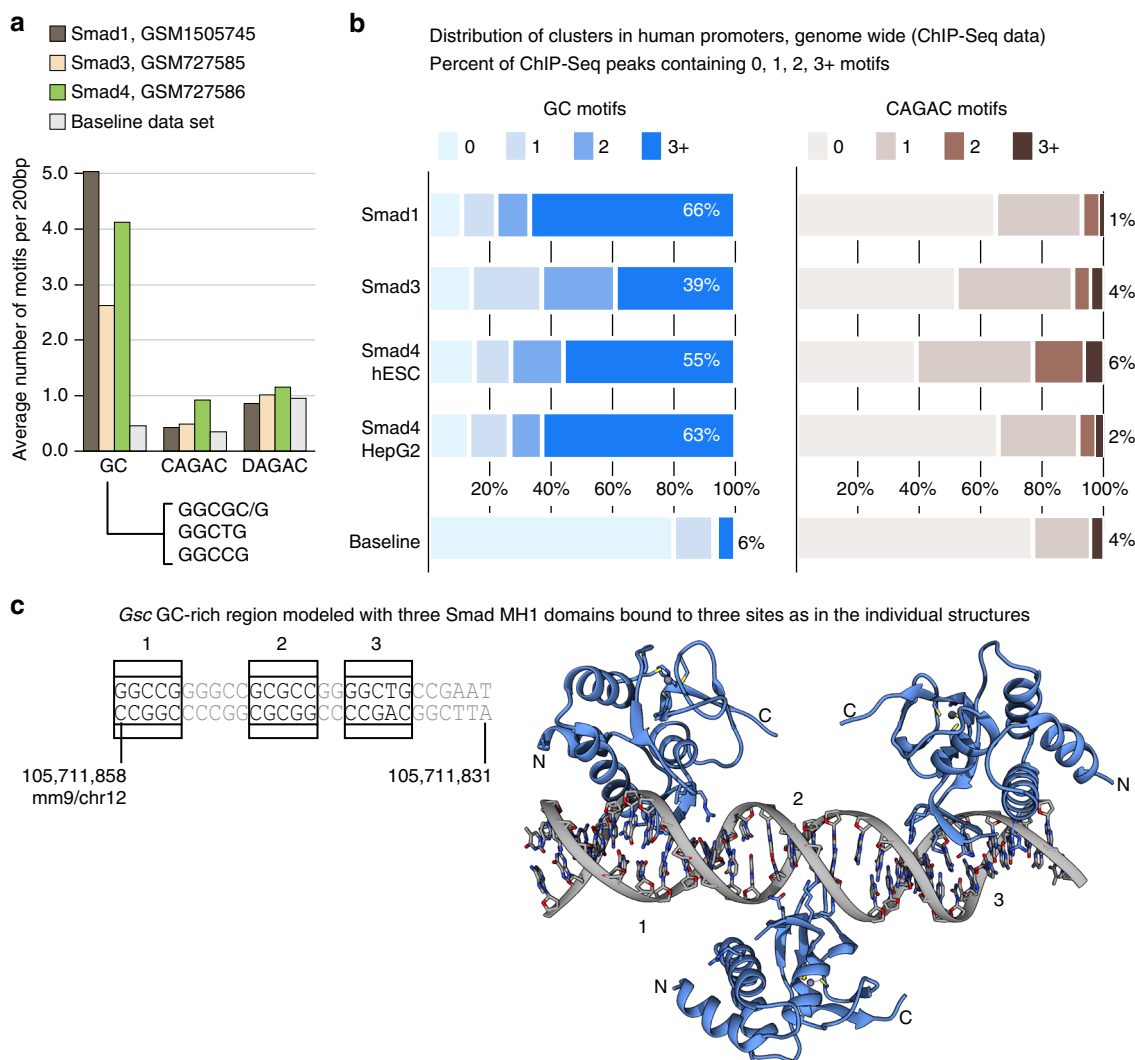 a
Smad1, GSM1505745
Smad3, GSM727585
Smad4, GSM727586
Baseline data set
Average number of motifs per 200bp
5.0
4.0
3.0
2.0
1.0
0.0
GC CAGAC DAGAC
GGCGC/G
GGCTG
GGCCG
b
Distribution of clusters in human promoters, genome wide (ChIP-Seq data)
Percent of ChIP-Seq peaks containing 0, 1, 2, 3+ motifs
GC motifs
0 1 2 3+
Smad1 66%
Smad3 39%
Smad4
hESC 55%
Smad4
HepG2 63%
20% 40% 60% 80% 100%
Baseline 6%
CAGAC motifs
0 1 2 3+
1%
4%
6%
2%
20% 40% 60% 80% 100%
4%
c
Gsc GC-rich region modeled with three Smad MH1 domains bound to three sites as in the individual structures
1 2 3
GGCCGGGGCCGCGCCGGGGCTGCCGAAT
CCGGCCCCGGCGCGGCCCCGACGGCTTA
105,711,858 105,711,831
mm9/chr12
N
C
C
N
2
1
3
N
C